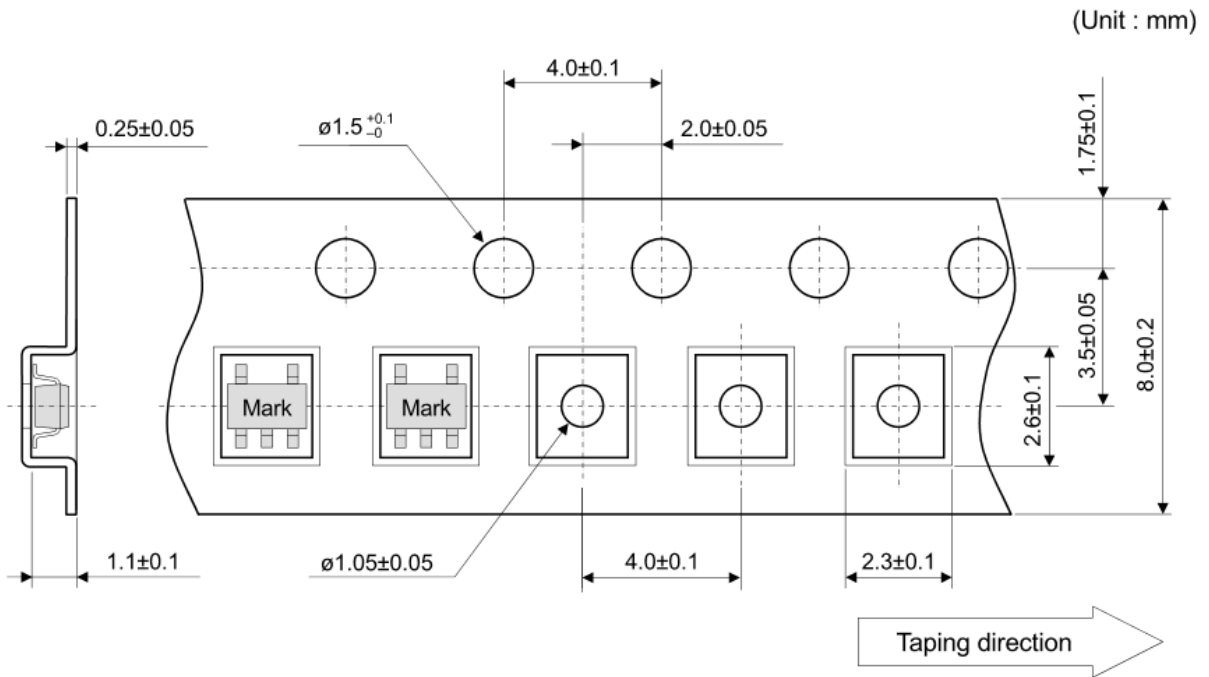 (Unit : mm)
4.0±0.1
0.25±0.05
ø1.5 +0.1 −0
2.0±0.05
1.75±0.1
3.5±0.05
8.0±0.2
Mark
Mark
2.6±0.1
1.1±0.1
ø1.05±0.05
4.0±0.1
2.3±0.1
Taping direction